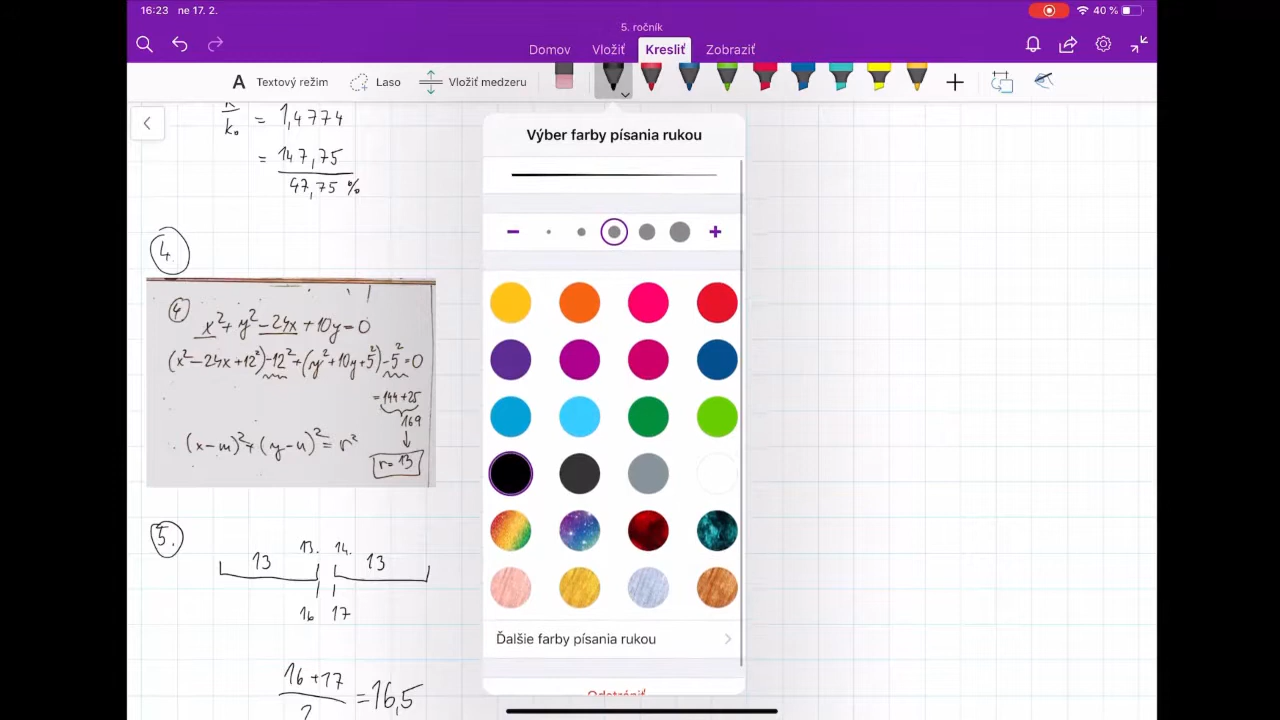 16:23 ne 17. 2.
40 %
5. ročník
Domov Vložiť Kresliť Zobraziť
A Textový režim Laso Vložiť medzeru
Výber farby písania rukou
k₀ = 1,4774
= 147,75
47,75 %
4.
④
x² + y² - 24x + 10y = 0
(x² - 24x + 12²) - 12² + (y² + 10y + 5²) - 5² = 0
= 144 + 25
169
(x - m)² + (y - n)² = r²
r = 13
5.
13 13. 14. 13
16 17
16 + 17
2
= 16,5
Ďalšie farby písania rukou
Odstrániť